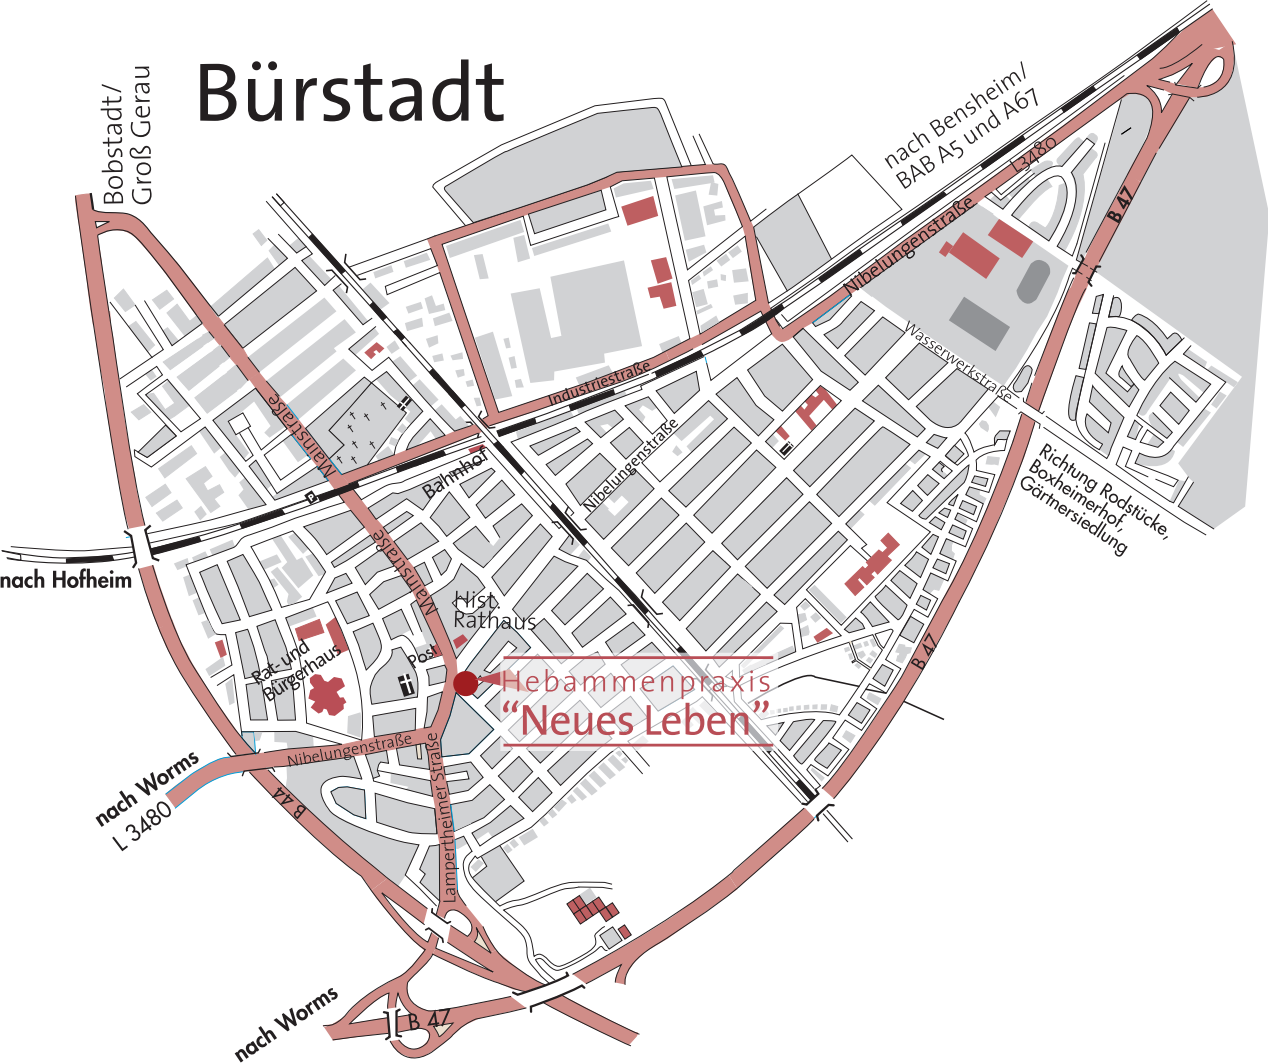 Bürstadt
Bobstadt/
Groß Gerau
nach Bensheim/
BAB A5 und A67
L3480
B 47
Nibelungenstraße
Wasserwerkstraße
Industriestraße
Mainstraße
Nibelungenstraße
Bahnhof
Richtung Rodstücke,
Boxheimerhof,
Gärtnersiedlung
nach Hofheim
Mainstraße
Hist.
Rathaus
Post
Rat-und
Bürgerhaus
B 47
Hebammenpraxis
“Neues Leben”
Nibelungenstraße
Lampertheimer Straße
nach Worms
L 3480
B 44
nach Worms
B 47